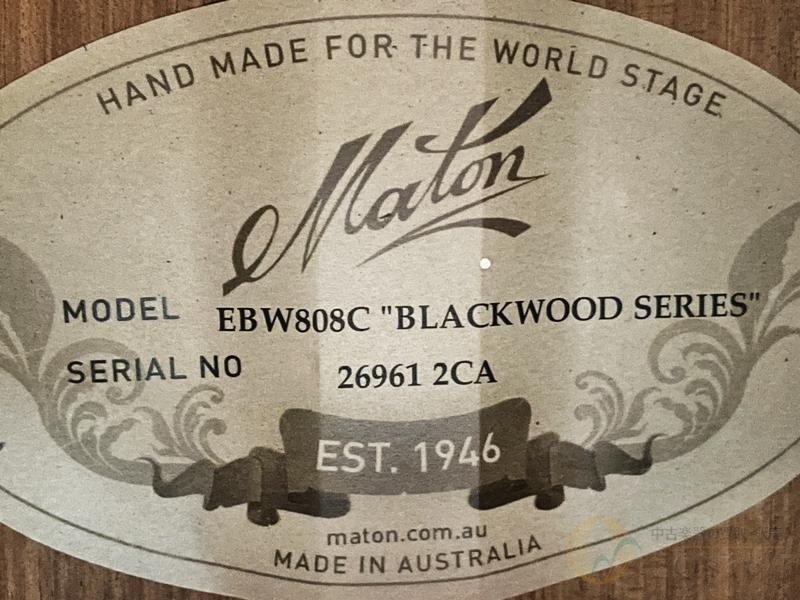 HAND MADE FOR THE WORLD STAGE
Maton
MODEL EBW808C "BLACKWOOD SERIES"
SERIAL NO 26961 2CA
EST. 1946
maton.com.au
MADE IN AUSTRALIA